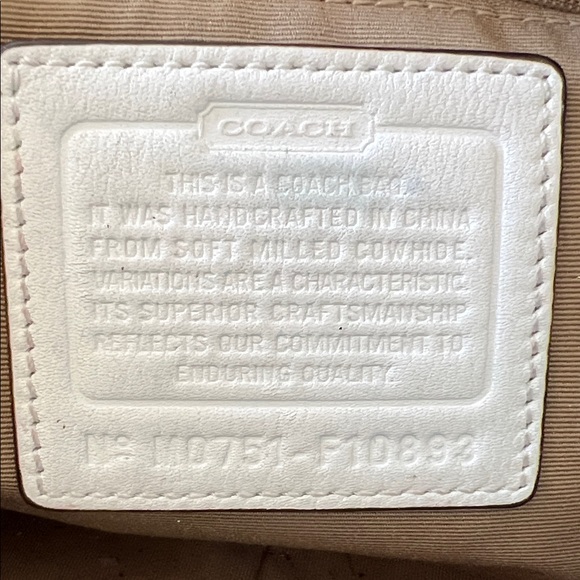 COACH
THIS IS A COACH BAG.
IT WAS HANDCRAFTED IN CHINA
FROM SOFT MILLED COWHIDE.
VARIATIONS ARE A CHARACTERISTIC.
ITS SUPERIOR CRAFTSMANSHIP
REFLECTS OUR COMMITMENT TO
ENDURING QUALITY.
Nº M0751-F10893